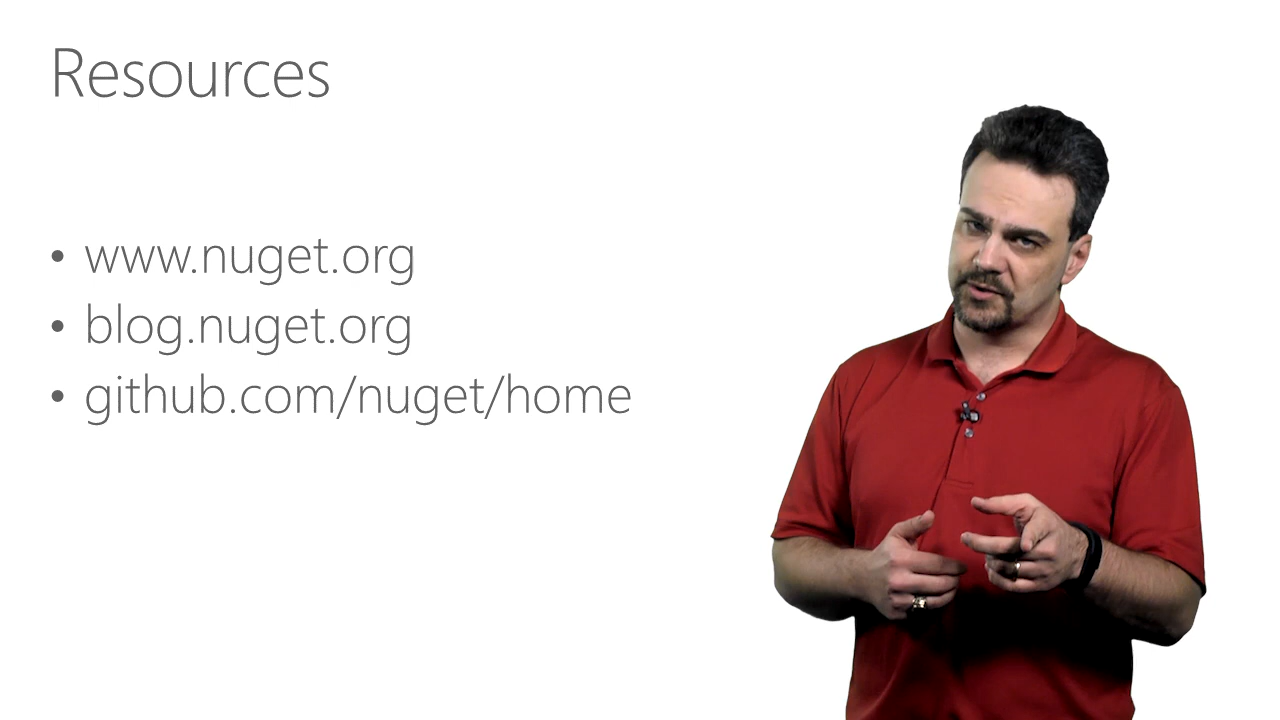 Resources
• www.nuget.org
• blog.nuget.org
• github.com/nuget/home